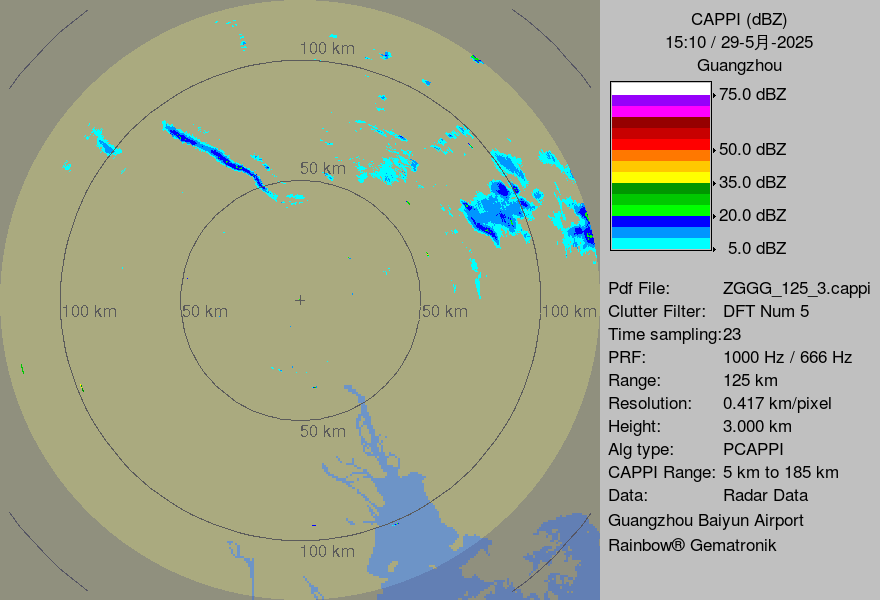 100 km
50 km
100 km
50 km
50 km
100 km
50 km
100 km
CAPPI (dBZ)
15:10 / 29-5月-2025
Guangzhou
75.0 dBZ
50.0 dBZ
35.0 dBZ
20.0 dBZ
5.0 dBZ
Pdf File: ZGGG_125_3.cappi
Clutter Filter: DFT Num 5
Time sampling:23
PRF: 1000 Hz / 666 Hz
Range: 125 km
Resolution: 0.417 km/pixel
Height: 3.000 km
Alg type: PCAPPI
CAPPI Range: 5 km to 185 km
Data: Radar Data
Guangzhou Baiyun Airport
Rainbow® Gematronik